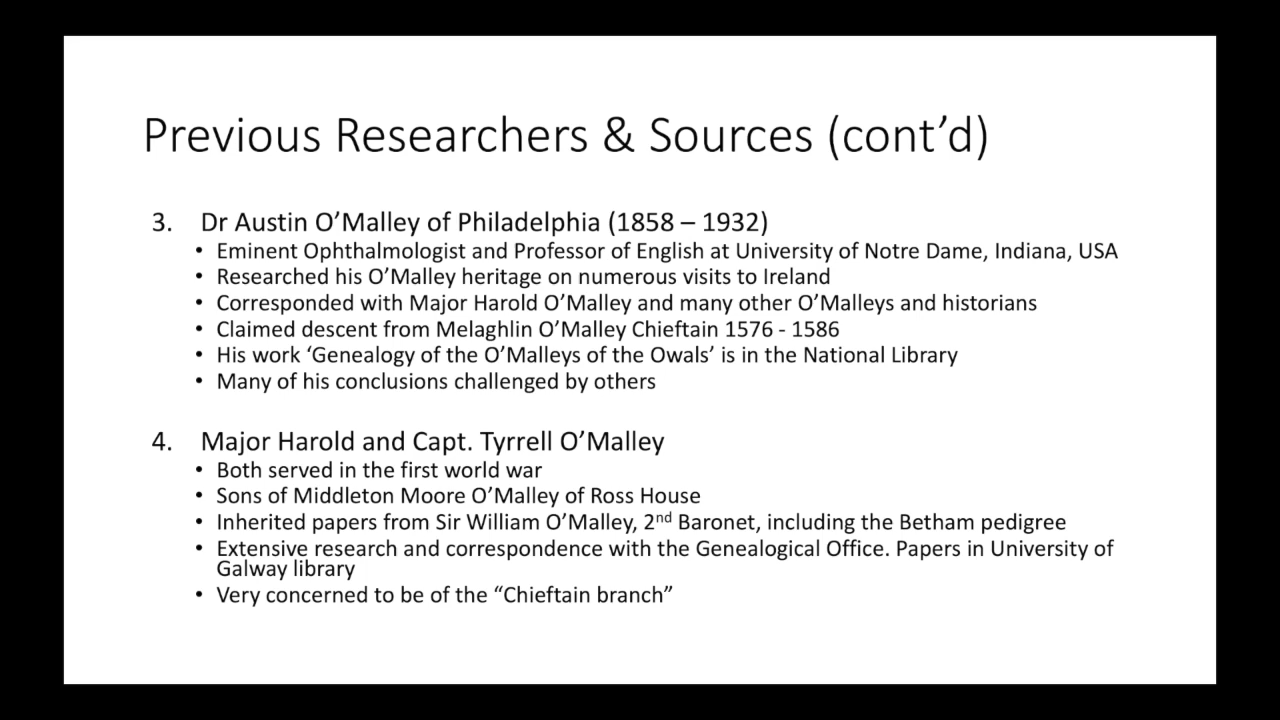 Previous Researchers & Sources (cont’d)
3. Dr Austin O’Malley of Philadelphia (1858 – 1932)
• Eminent Ophthalmologist and Professor of English at University of Notre Dame, Indiana, USA
• Researched his O’Malley heritage on numerous visits to Ireland
• Corresponded with Major Harold O’Malley and many other O’Malleys and historians
• Claimed descent from Melaghlin O’Malley Chieftain 1576 - 1586
• His work ‘Genealogy of the O’Malleys of the Owals’ is in the National Library
• Many of his conclusions challenged by others
4. Major Harold and Capt. Tyrrell O’Malley
• Both served in the first world war
• Sons of Middleton Moore O’Malley of Ross House
• Inherited papers from Sir William O’Malley, 2nd Baronet, including the Betham pedigree
• Extensive research and correspondence with the Genealogical Office. Papers in University of
Galway library
• Very concerned to be of the “Chieftain branch”